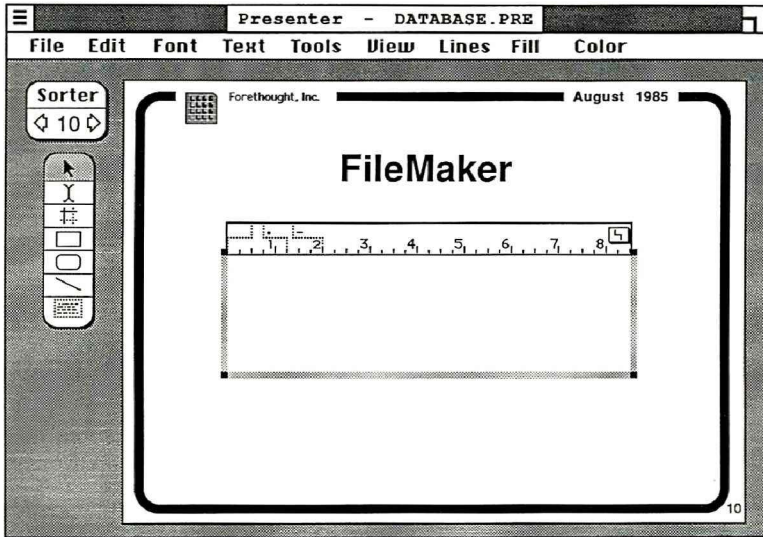 Presenter - DATABASE.PRE
File Edit Font Text Tools View Lines Fill Color
Sorter
10
Forethought, Inc.
August 1985
FileMaker
1 2 3 4 5 6 7 8
10